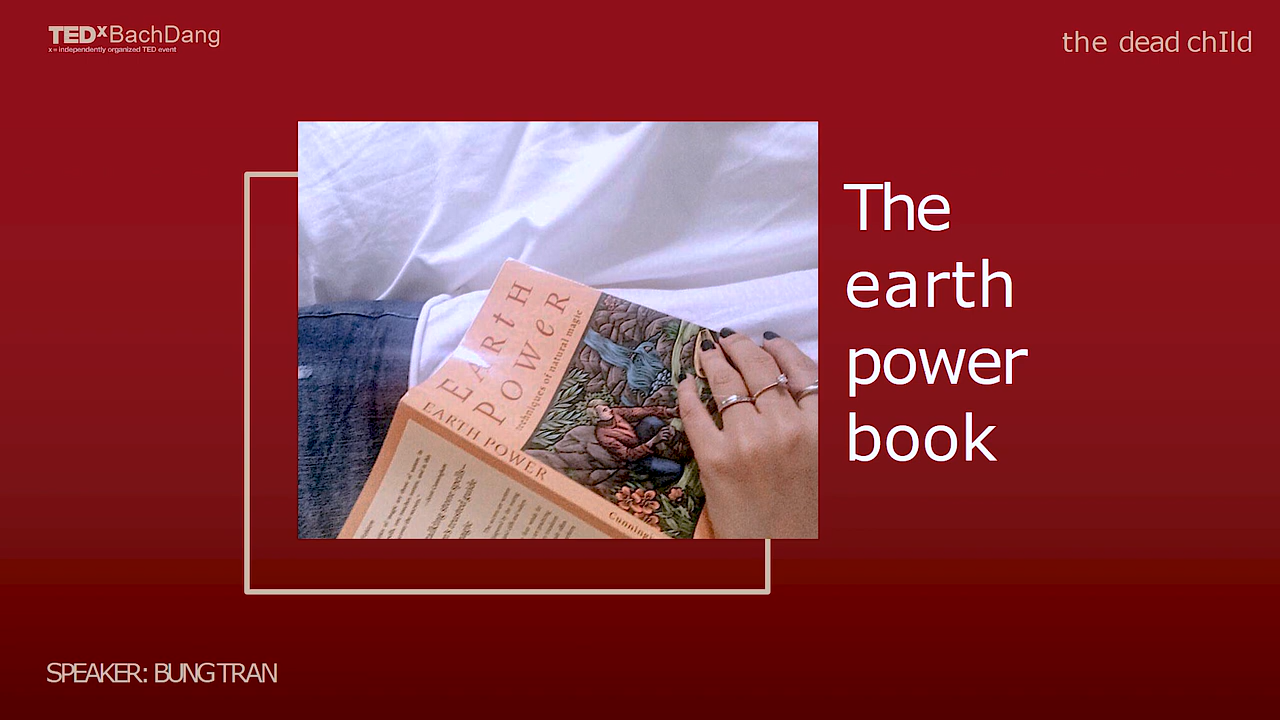 TEDxBachDang
x = independently organized TED event
the dead chIld
The
earth
power
book
EARtH
POWeR
techniques of natural magic
EARTH POWER
SPEAKER: BUNG TRAN